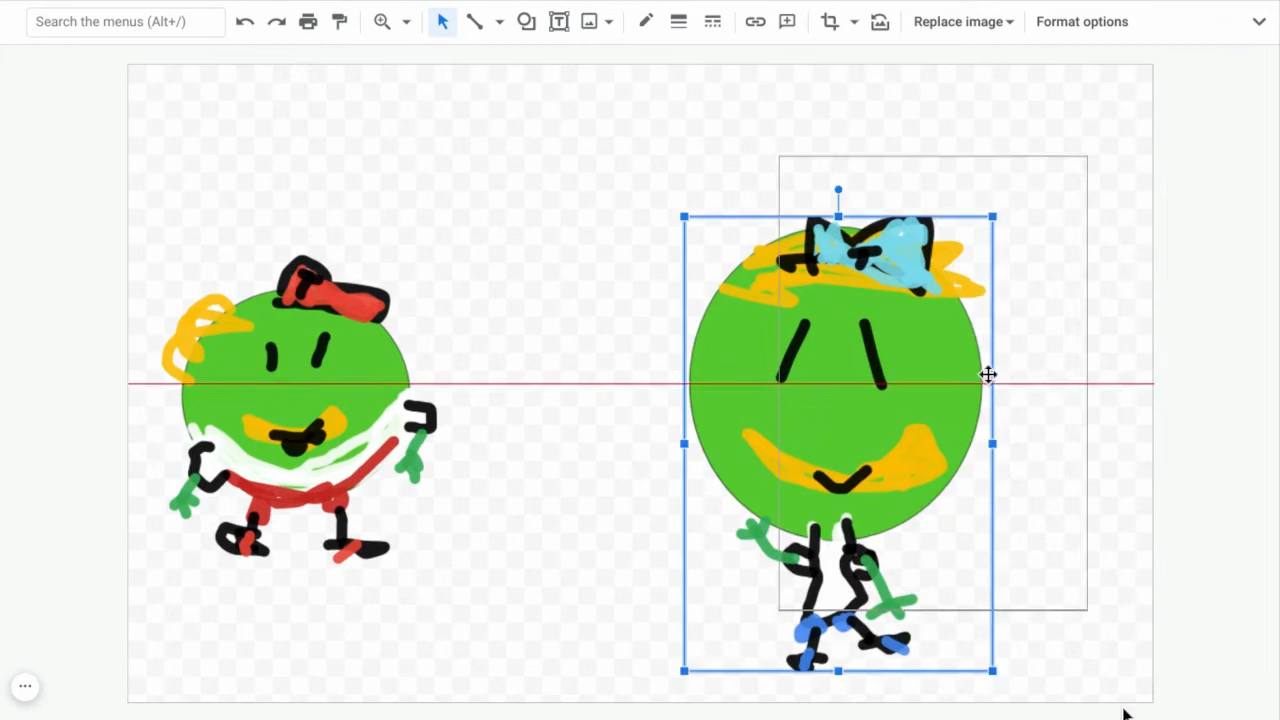 Search the menus (Alt+/)
Replace image
Format options
T
T